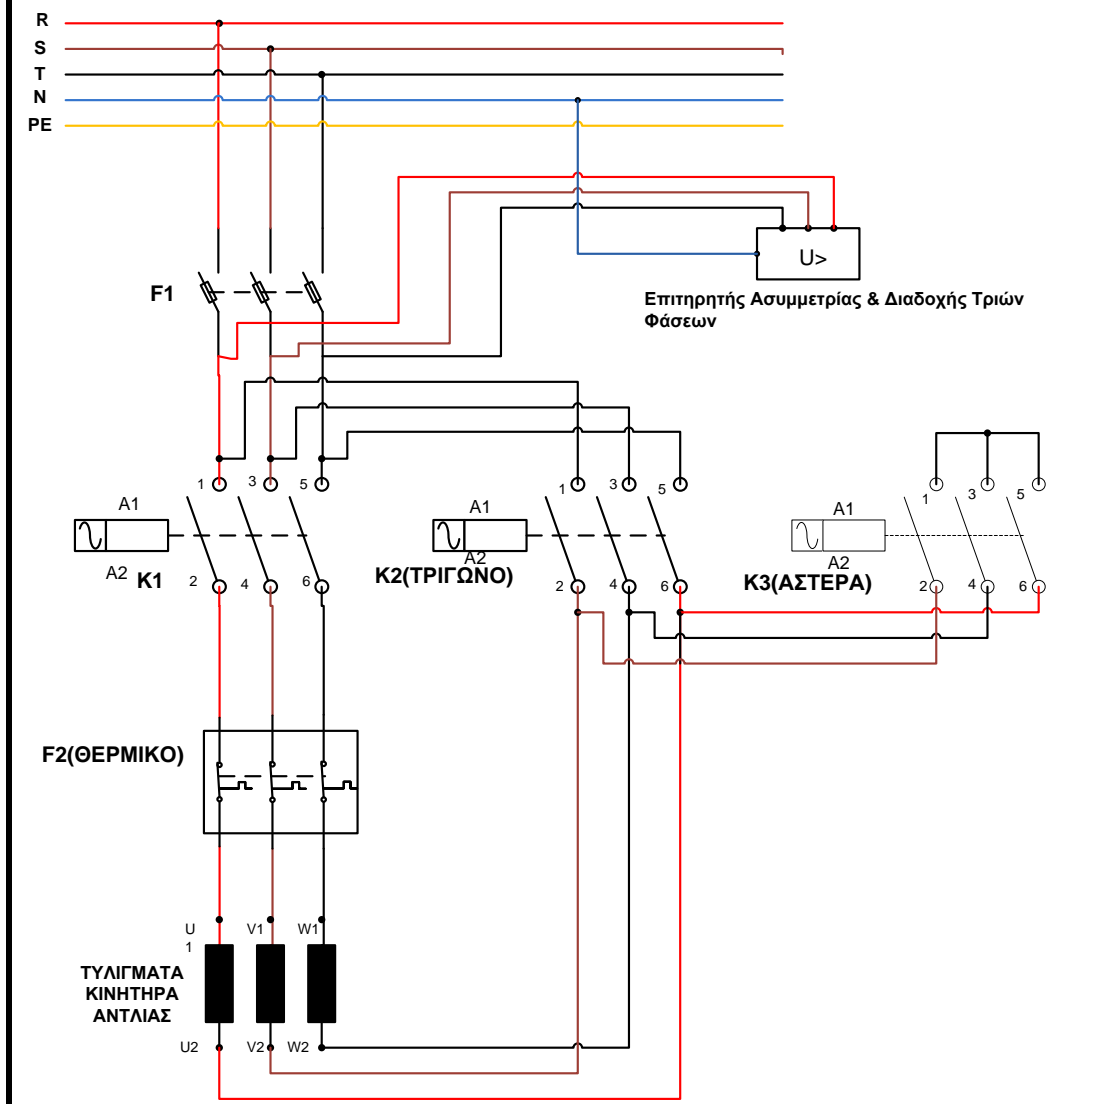 R
S
T
N
PE
U>
F1
Επιτηρητής Ασυμμετρίας & Διαδοχής Τριών
Φάσεων
1 3 5
1 3 5
1 3 5
A1
A2
K1
2 4 6
A1
A2
K2(ΤΡΙΓΩΝΟ)
2 4 6
A1
A2
K3(ΑΣΤΕΡΑ)
2 4 6
F2(ΘΕΡΜΙΚΟ)
U
1
V1 W1
ΤΥΛΙΓΜΑΤΑ
ΚΙΝΗΤΗΡΑ
ΑΝΤΛΙΑΣ
U2 V2 W2